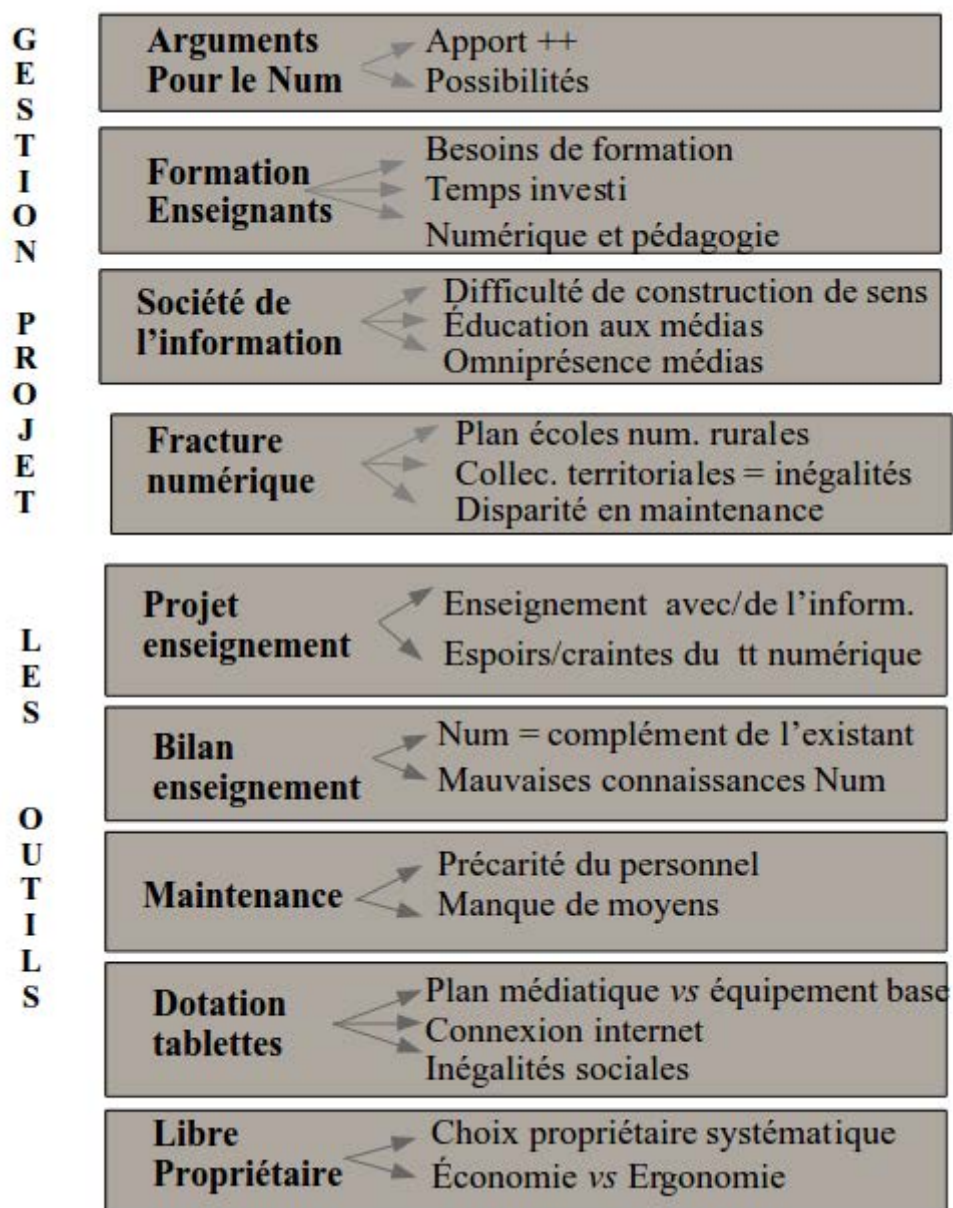 GESTION PROJET
Arguments
Pour le Num
Apport ++
Possibilités
Formation
Enseignants
Besoins de formation
Temps investi
Numérique et pédagogie
Société de
l’information
Difficulté de construction de sens
Éducation aux médias
Omniprésence médias
Fracture
numérique
Plan écoles num. rurales
Collec. territoriales = inégalités
Disparité en maintenance
LES OUTILS
Projet
enseignement
Enseignement avec/de l’inform.
Espoirs/craintes du tt numérique
Bilan
enseignement
Num = complément de l’existant
Mauvaises connaissances Num
Maintenance
Précarité du personnel
Manque de moyens
Dotation
tablettes
Plan médiatique vs équipement base
Connexion internet
Inégalités sociales
Libre
Propriétaire
Choix propriétaire systématique
Économie vs Ergonomie